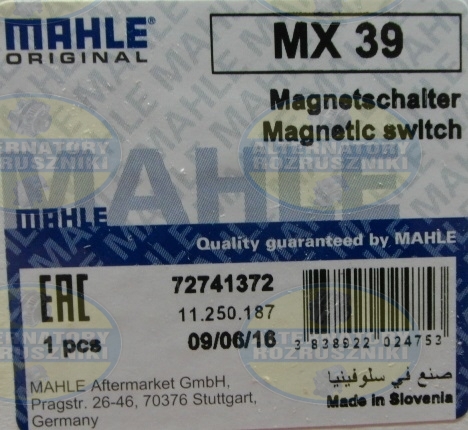 MAHLE®
ORIGINAL
MX 39
Magnetschalter
Magnetic switch
MAHLE
MAHLE
Quality guaranteed by MAHLE
EAC
1 pcs
72741372
11.250.187
09/06/16
3 838922 024753
MAHLE Aftermarket GmbH,
Pragstr. 26-46, 70376 Stuttgart,
Germany
صنع في سلوفينيا
Made in Slovenia
ALTERNATORY
ROZRUSZNIKI